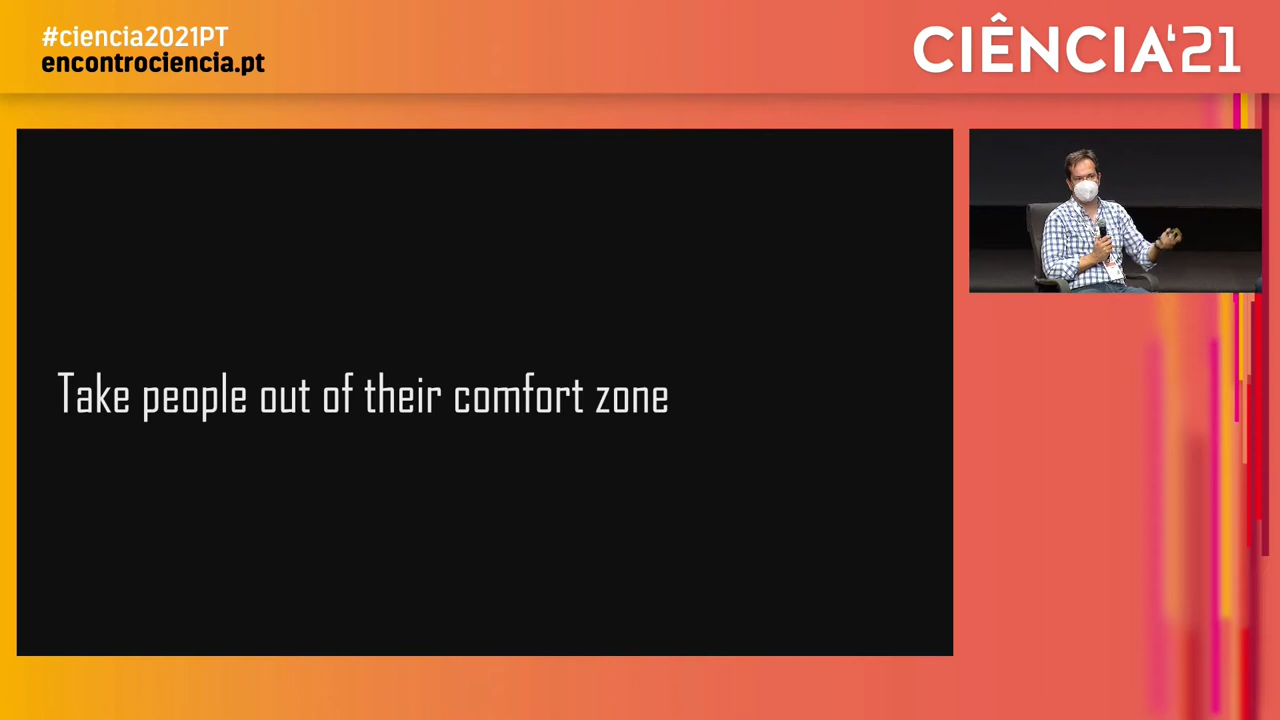 #ciencia2021PT
encontrociencia.pt
CIÊNCIA'21
Take people out of their comfort zone